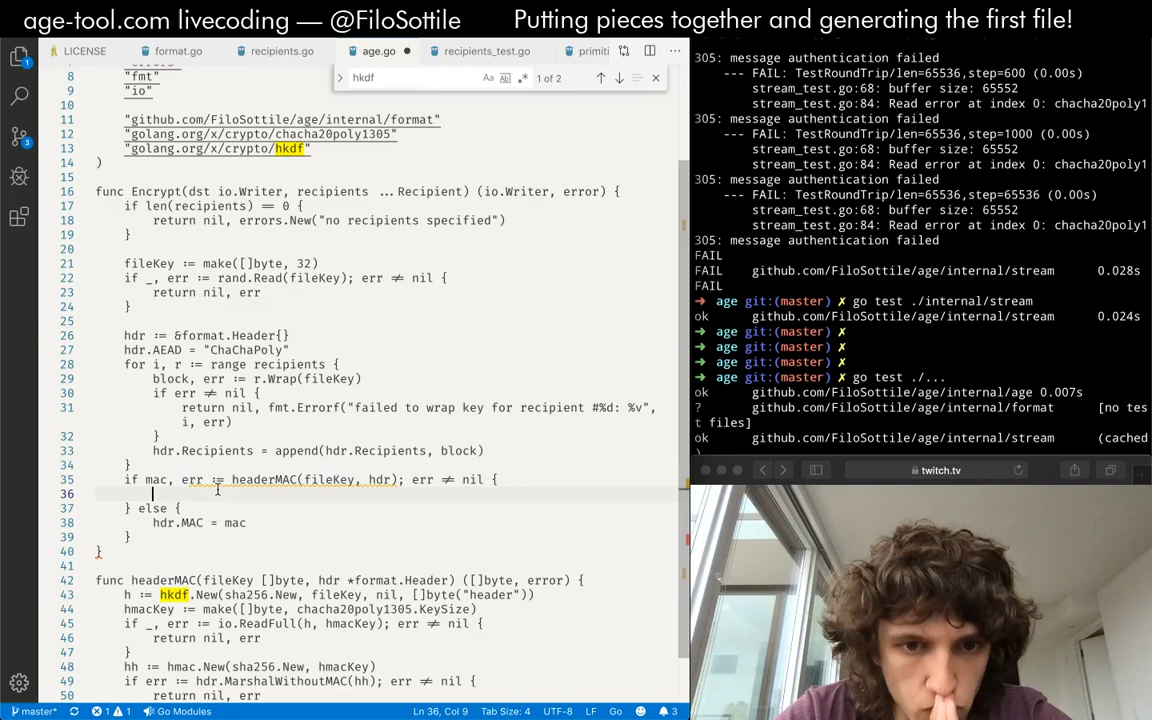 age-tool.com livecoding — @FiloSottile
Putting pieces together and generating the first file!
LICENSE
format.go
recipients.go
age.go
recipients_test.go
primiti
hkdf
1 of 2
8 "fmt"
9 "io"
10
11 "github.com/FiloSottile/age/internal/format"
12 "golang.org/x/crypto/chacha20poly1305"
13 "golang.org/x/crypto/hkdf"
14 )
15
16 func Encrypt(dst io.Writer, recipients ...Recipient) (io.Writer, error) {
17 if len(recipients) == 0 {
18 return nil, errors.New("no recipients specified")
19 }
20
21 fileKey := make([]byte, 32)
22 if _, err := rand.Read(fileKey); err ≠ nil {
23 return nil, err
24 }
25
26 hdr := &format.Header{}
27 hdr.AEAD = "ChaChaPoly"
28 for i, r := range recipients {
29 block, err := r.Wrap(fileKey)
30 if err ≠ nil {
31 return nil, fmt.Errorf("failed to wrap key for recipient #%d: %v",
i, err)
32 }
33 hdr.Recipients = append(hdr.Recipients, block)
34 }
35 if mac, err := headerMAC(fileKey, hdr); err ≠ nil {
36
37 } else {
38 hdr.MAC = mac
39 }
40 }
41
42 func headerMAC(fileKey []byte, hdr *format.Header) ([]byte, error) {
43 h := hkdf.New(sha256.New, fileKey, nil, []byte("header"))
44 hmacKey := make([]byte, chacha20poly1305.KeySize)
45 if _, err := io.ReadFull(h, hmacKey); err ≠ nil {
46 return nil, err
47 }
48 hh := hmac.New(sha256.New, hmacKey)
49 if err := hdr.MarshalWithoutMAC(hh); err ≠ nil {
50 return nil, err
master* 1 1 Go Modules Ln 36, Col 9 Tab Size: 4 UTF-8 LF Go 3
305: message authentication failed
--- FAIL: TestRoundTrip/len=65536,step=600 (0.00s)
stream_test.go:68: buffer size: 65552
stream_test.go:84: Read error at index 0: chacha20poly1
305: message authentication failed
--- FAIL: TestRoundTrip/len=65536,step=1000 (0.00s)
stream_test.go:68: buffer size: 65552
stream_test.go:84: Read error at index 0: chacha20poly1
305: message authentication failed
--- FAIL: TestRoundTrip/len=65536,step=65536 (0.00s)
stream_test.go:68: buffer size: 65552
stream_test.go:84: Read error at index 0: chacha20poly1
305: message authentication failed
FAIL
FAIL github.com/FiloSottile/age/internal/stream 0.028s
FAIL
➜ age git:(master) ✗ go test ./internal/stream
ok github.com/FiloSottile/age/internal/stream 0.024s
➜ age git:(master) ✗
➜ age git:(master) ✗
➜ age git:(master) ✗
➜ age git:(master) ✗ go test ./...
ok github.com/FiloSottile/age/internal/age 0.007s
? github.com/FiloSottile/age/internal/format [no tes
t files]
ok github.com/FiloSottile/age/internal/stream (cached
)
twitch.tv